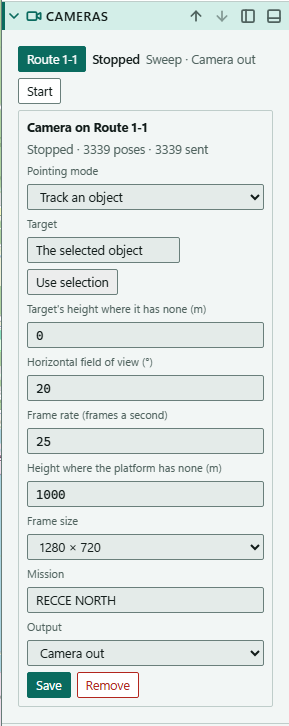 CAMERAS
Route 1-1 Stopped Sweep · Camera out
Start
Camera on Route 1-1
Stopped · 3339 poses · 3339 sent
Pointing mode
Track an object
Target
The selected object
Use selection
Target's height where it has none (m)
0
Horizontal field of view (°)
20
Frame rate (frames a second)
25
Height where the platform has none (m)
1000
Frame size
1280 × 720
Mission
RECCE NORTH
Output
Camera out
Save Remove